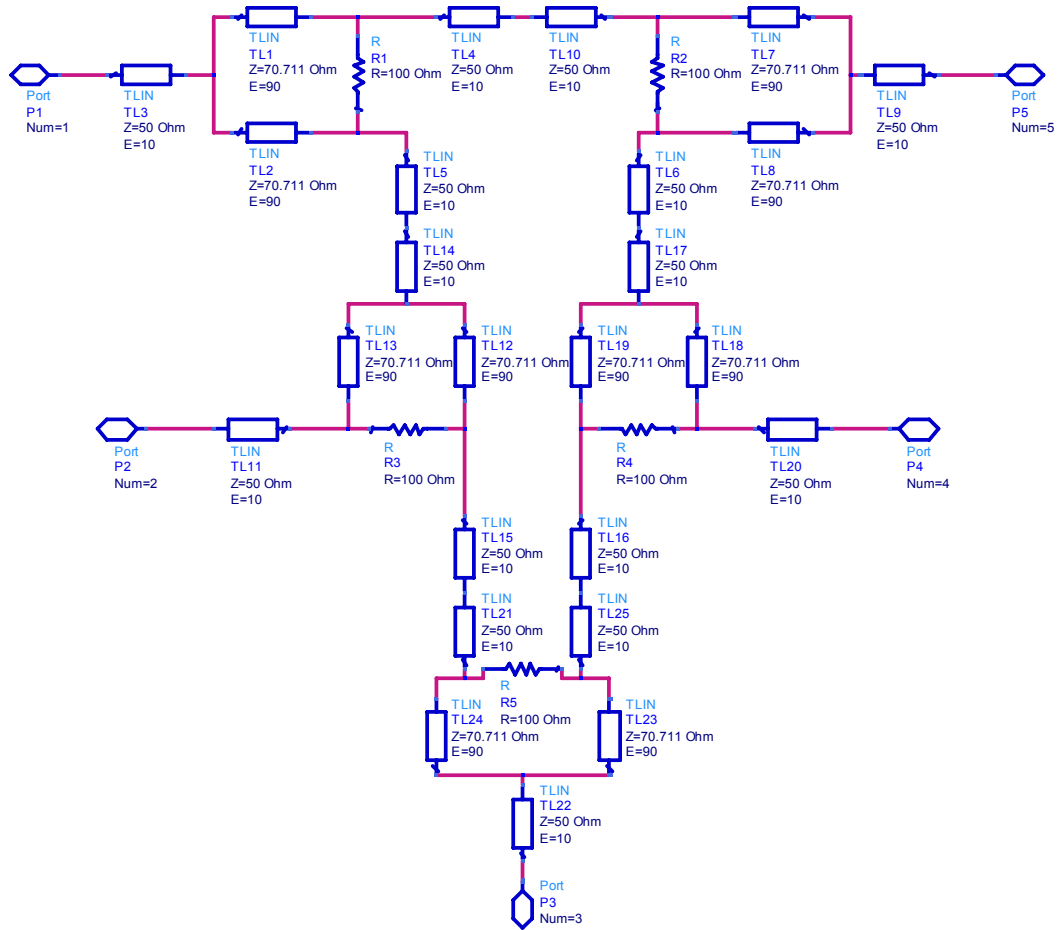 TLIN
TL1
Z=70.711 Ohm
E=90
R
R1
R=100 Ohm
TLIN
TL4
Z=50 Ohm
E=10
TLIN
TL10
Z=50 Ohm
E=10
R
R2
R=100 Ohm
TLIN
TL7
Z=70.711 Ohm
E=90
Port
P1
Num=1
TLIN
TL3
Z=50 Ohm
E=10
TLIN
TL9
Z=50 Ohm
E=10
Port
P5
Num=5
TLIN
TL2
Z=70.711 Ohm
E=90
TLIN
TL5
Z=50 Ohm
E=10
TLIN
TL6
Z=50 Ohm
E=10
TLIN
TL8
Z=70.711 Ohm
E=90
TLIN
TL14
Z=50 Ohm
E=10
TLIN
TL17
Z=50 Ohm
E=10
TLIN
TL13
Z=70.711 Ohm
E=90
TLIN
TL12
Z=70.711 Ohm
E=90
TLIN
TL19
Z=70.711 Ohm
E=90
TLIN
TL18
Z=70.711 Ohm
E=90
Port
P2
Num=2
TLIN
TL11
Z=50 Ohm
E=10
R
R3
R=100 Ohm
R
R4
R=100 Ohm
TLIN
TL20
Z=50 Ohm
E=10
Port
P4
Num=4
TLIN
TL15
Z=50 Ohm
E=10
TLIN
TL16
Z=50 Ohm
E=10
TLIN
TL21
Z=50 Ohm
E=10
TLIN
TL25
Z=50 Ohm
E=10
R
R5
R=100 Ohm
TLIN
TL24
Z=70.711 Ohm
E=90
TLIN
TL23
Z=70.711 Ohm
E=90
TLIN
TL22
Z=50 Ohm
E=10
Port
P3
Num=3